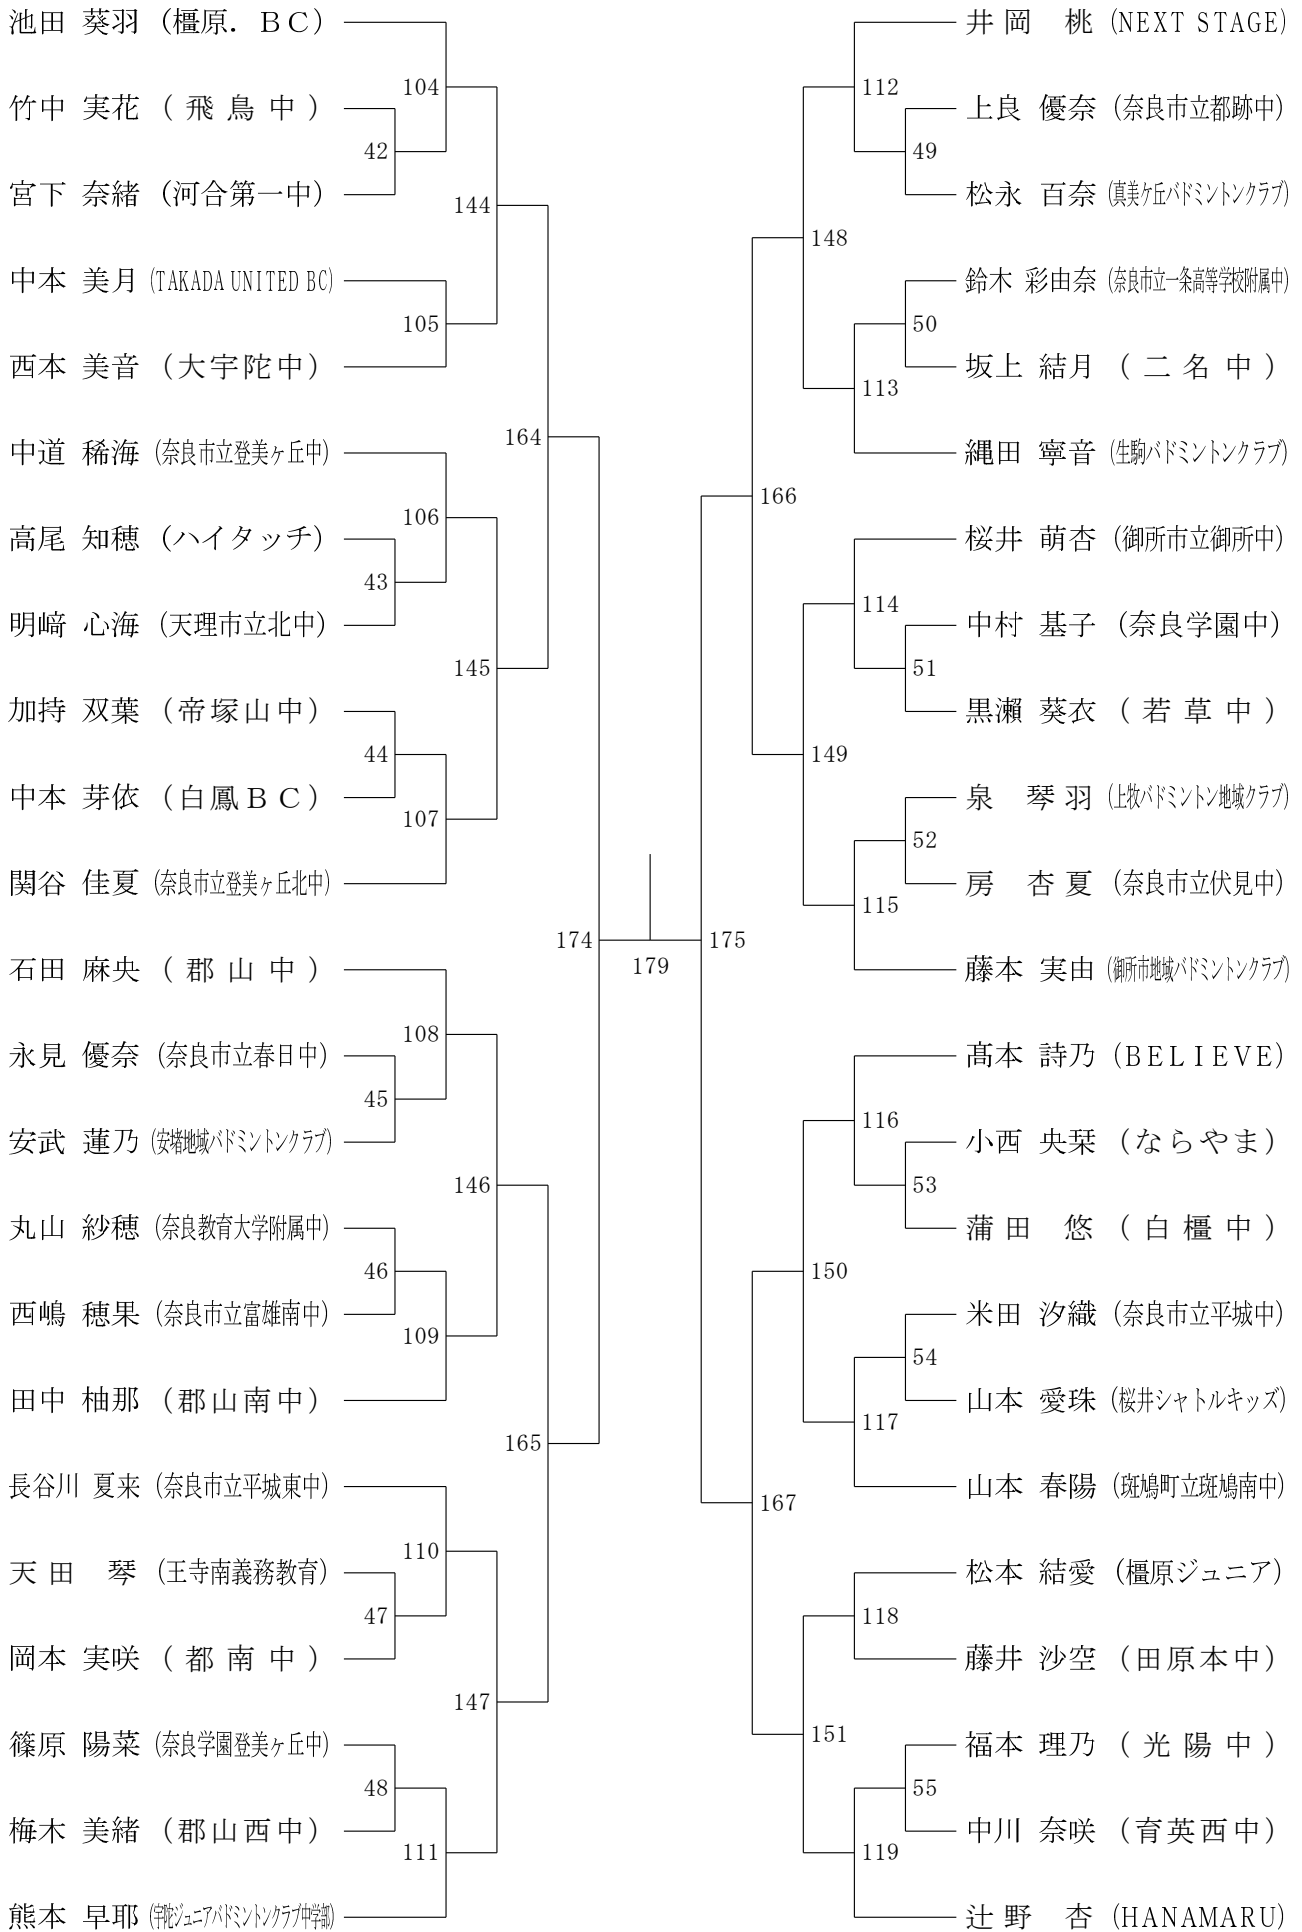 池田 葵羽 (橿原．ＢＣ)
104
竹中 実花 (飛鳥中)
42
宮下 奈緒 (河合第一中)
144
中本 美月 (TAKADA UNITED BC)
105
西本 美音 (大宇陀中)
164
中道 稀海 (奈良市立登美ヶ丘中)
106
高尾 知穂 (ハイタッチ)
43
明﨑 心海 (天理市立北中)
145
加持 双葉 (帝塚山中)
44
中本 芽依 (白鳳ＢＣ)
107
関谷 佳夏 (奈良市立登美ヶ丘北中)
174
石田 麻央 (郡山中)
108
永見 優奈 (奈良市立春日中)
45
安武 蓮乃 (安堵地域バドミントンクラブ)
146
丸山 紗穂 (奈良教育大学附属中)
46
西嶋 穂果 (奈良市立富雄南中)
109
田中 柚那 (郡山南中)
165
長谷川 夏来 (奈良市立平城東中)
110
天田 琴 (王寺南義務教育)
47
岡本 実咲 (都南中)
147
篠原 陽菜 (奈良学園登美ヶ丘中)
48
梅木 美緒 (郡山西中)
111
熊本 早耶 (宇陀ジュニアバドミントンクラブ中学部)
179
井岡 桃 (NEXT STAGE)
112
上良 優奈 (奈良市立都跡中)
49
松永 百奈 (真美ケ丘バドミントンクラブ)
148
鈴木 彩由奈 (奈良市立一条高等学校附属中)
50
坂上 結月 (二名中)
113
縄田 寧音 (生駒バドミントンクラブ)
166
桜井 萌杏 (御所市立御所中)
114
中村 基子 (奈良学園中)
51
黒瀬 葵衣 (若草中)
149
泉 琴羽 (上牧バドミントン地域クラブ)
52
房 杏夏 (奈良市立伏見中)
115
藤本 実由 (御所市地域バドミントンクラブ)
175
髙本 詩乃 (ＢＥＬＩＥＶＥ)
116
小西 央栞 (ならやま)
53
蒲田 悠 (白橿中)
150
米田 汐織 (奈良市立平城中)
54
山本 愛珠 (桜井シャトルキッズ)
117
山本 春陽 (斑鳩町立斑鳩南中)
167
松本 結愛 (橿原ジュニア)
118
藤井 沙空 (田原本中)
151
福本 理乃 (光陽中)
55
中川 奈咲 (育英西中)
119
辻野 杏 (HANAMARU)